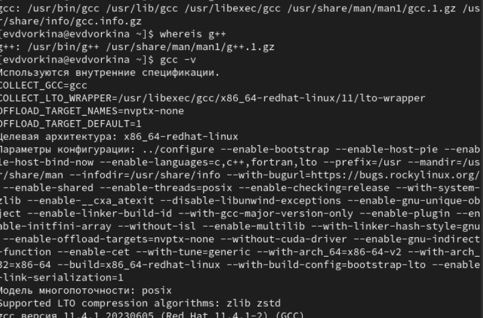 gcc: /usr/bin/gcc /usr/lib/gcc /usr/libexec/gcc /usr/share/man/man1/gcc.1.gz /us
r/share/info/gcc.info.gz
[evdvorkina@evdvorkina ~]$ whereis g++
g++: /usr/bin/g++ /usr/share/man/man1/g++.1.gz
[evdvorkina@evdvorkina ~]$ gcc -v
Используются внутренние спецификации.
COLLECT_GCC=gcc
COLLECT_LTO_WRAPPER=/usr/libexec/gcc/x86_64-redhat-linux/11/lto-wrapper
OFFLOAD_TARGET_NAMES=nvptx-none
OFFLOAD_TARGET_DEFAULT=1
Целевая архитектура: x86_64-redhat-linux
Параметры конфигурации: ../configure --enable-bootstrap --enable-host-pie --enab
le-host-bind-now --enable-languages=c,c++,fortran,lto --prefix=/usr --mandir=/us
r/share/man --infodir=/usr/share/info --with-bugurl=https://bugs.rockylinux.org/
--enable-shared --enable-threads=posix --enable-checking=release --with-system-
zlib --enable-__cxa_atexit --disable-libunwind-exceptions --enable-gnu-unique-ob
ject --enable-linker-build-id --with-gcc-major-version-only --enable-plugin --en
able-initfini-array --without-isl --enable-multilib --with-linker-hash-style=gnu
--enable-offload-targets=nvptx-none --without-cuda-driver --enable-gnu-indirect
-function --enable-cet --with-tune=generic --with-arch_64=x86-64-v2 --with-arch_
32=x86-64 --build=x86_64-redhat-linux --with-build-config=bootstrap-lto --enable
-link-serialization=1
Модель многопоточности: posix
Supported LTO compression algorithms: zlib zstd
gcc версия 11.4.1 20230605 (Red Hat 11.4.1-2) (GCC)